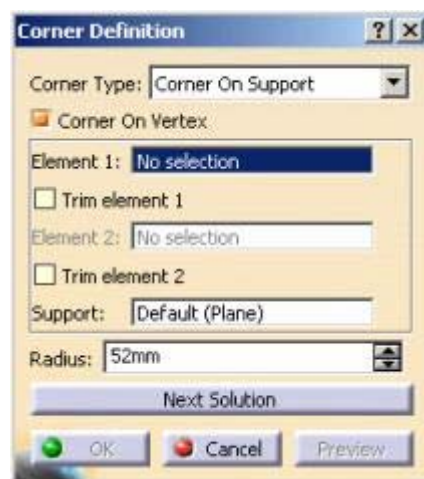 Corner Definition ? ×
Corner Type: Corner On Support
Corner On Vertex
Element 1: No selection
Trim element 1
Element 2: No selection
Trim element 2
Support: Default (Plane)
Radius: 52mm
Next Solution
OK Cancel Preview